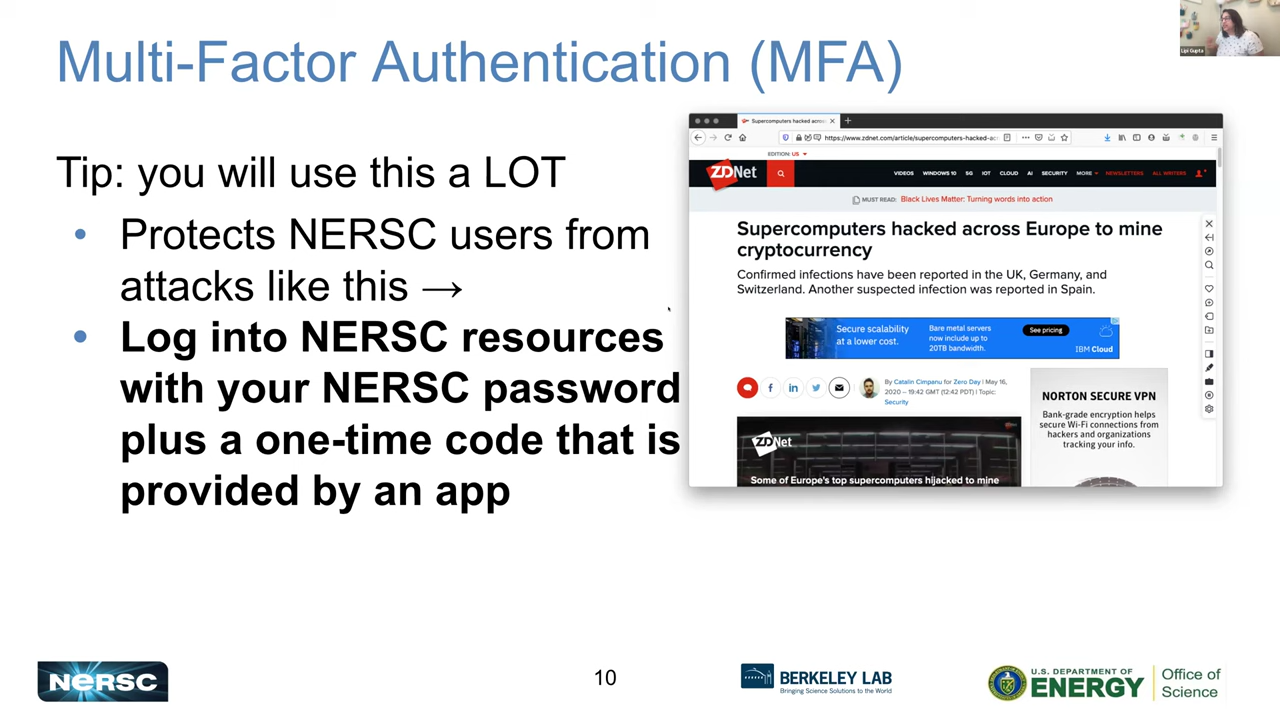 Multi-Factor Authentication (MFA)
Lipi Gupta
Tip: you will use this a LOT
• Protects NERSC users from
attacks like this →
• Log into NERSC resources
with your NERSC password
plus a one-time code that is
provided by an app
Supercomputers hacked acros
https://www.zdnet.com/article/supercomputers-hacked-ac
EDITION: US
ZDNet
VIDEOS WINDOWS 10 5G IOT CLOUD AI SECURITY MORE NEWSLETTERS ALL WRITERS
MUST READ: Black Lives Matter: Turning words into action
Supercomputers hacked across Europe to mine
cryptocurrency
Confirmed infections have been reported in the UK, Germany, and
Switzerland. Another suspected infection was reported in Spain.
Secure scalability
at a lower cost.
Bare metal servers
now include up to
20TB bandwidth.
See pricing
IBM Cloud
By Catalin Cimpanu for Zero Day | May 16,
2020 -- 19:42 GMT (12:42 PDT) | Topic:
Security
ZDNet
Some of Europe's top supercomputers hijacked to mine
NORTON SECURE VPN
Bank-grade encryption helps
secure Wi-Fi connections from
hackers and organizations
tracking your info.
NERSC
10
BERKELEY LAB
Bringing Science Solutions to the World
U.S. DEPARTMENT OF
ENERGY
Office of
Science